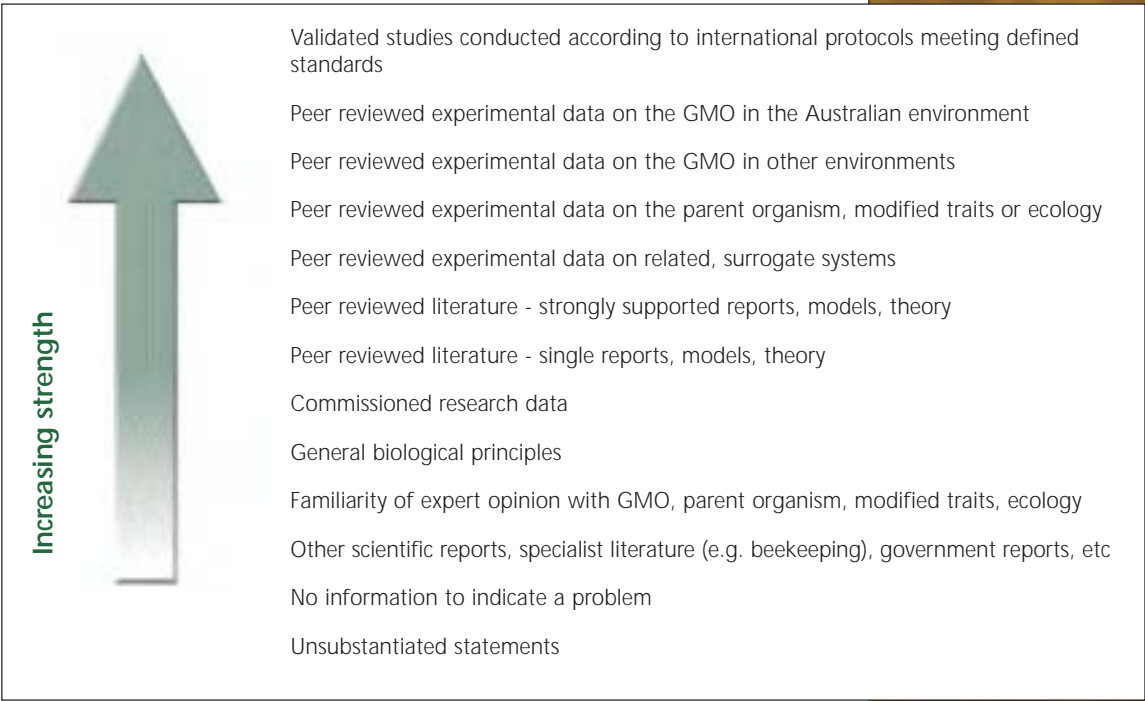 Validated studies conducted according to international protocols meeting defined
standards
Peer reviewed experimental data on the GMO in the Australian environment
Peer reviewed experimental data on the GMO in other environments
Peer reviewed experimental data on the parent organism, modified traits or ecology
Peer reviewed experimental data on related, surrogate systems
Peer reviewed literature - strongly supported reports, models, theory
Peer reviewed literature - single reports, models, theory
Commissioned research data
General biological principles
Familiarity of expert opinion with GMO, parent organism, modified traits, ecology
Other scientific reports, specialist literature (e.g. beekeeping), government reports, etc
No information to indicate a problem
Unsubstantiated statements
Increasing strength